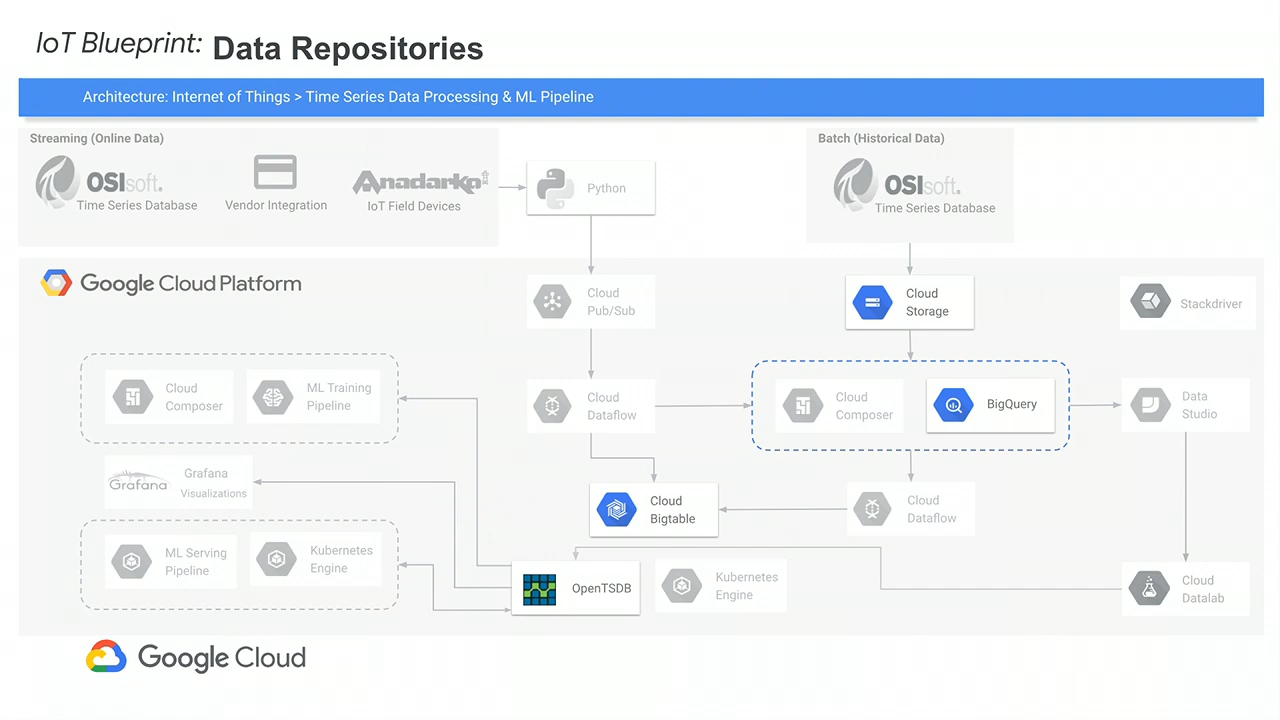 IoT Blueprint: Data Repositories
Architecture: Internet of Things > Time Series Data Processing & ML Pipeline
Streaming (Online Data)
OSIsoft.
Time Series Database
Vendor Integration
Anadarko
IoT Field Devices
Python
Batch (Historical Data)
OSIsoft.
Time Series Database
Google Cloud Platform
Cloud
Pub/Sub
Cloud
Storage
Stackdriver
Cloud
Composer
ML Training
Pipeline
Cloud
Dataflow
Cloud
Composer
BigQuery
Data
Studio
Grafana
Grafana
Visualizations
Cloud
Bigtable
Cloud
Dataflow
ML Serving
Pipeline
Kubernetes
Engine
OpenTSDB
Kubernetes
Engine
Cloud
Datalab
Google Cloud